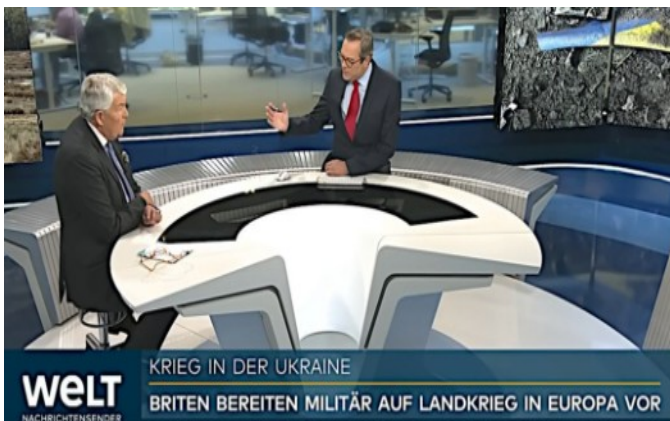 KRIEG IN DER UKRAINE
welt
BRITEN BEREITEN MILITÄR AUF LANDKRIEG IN EUROPA VOR
NACHRICHTENSENDER